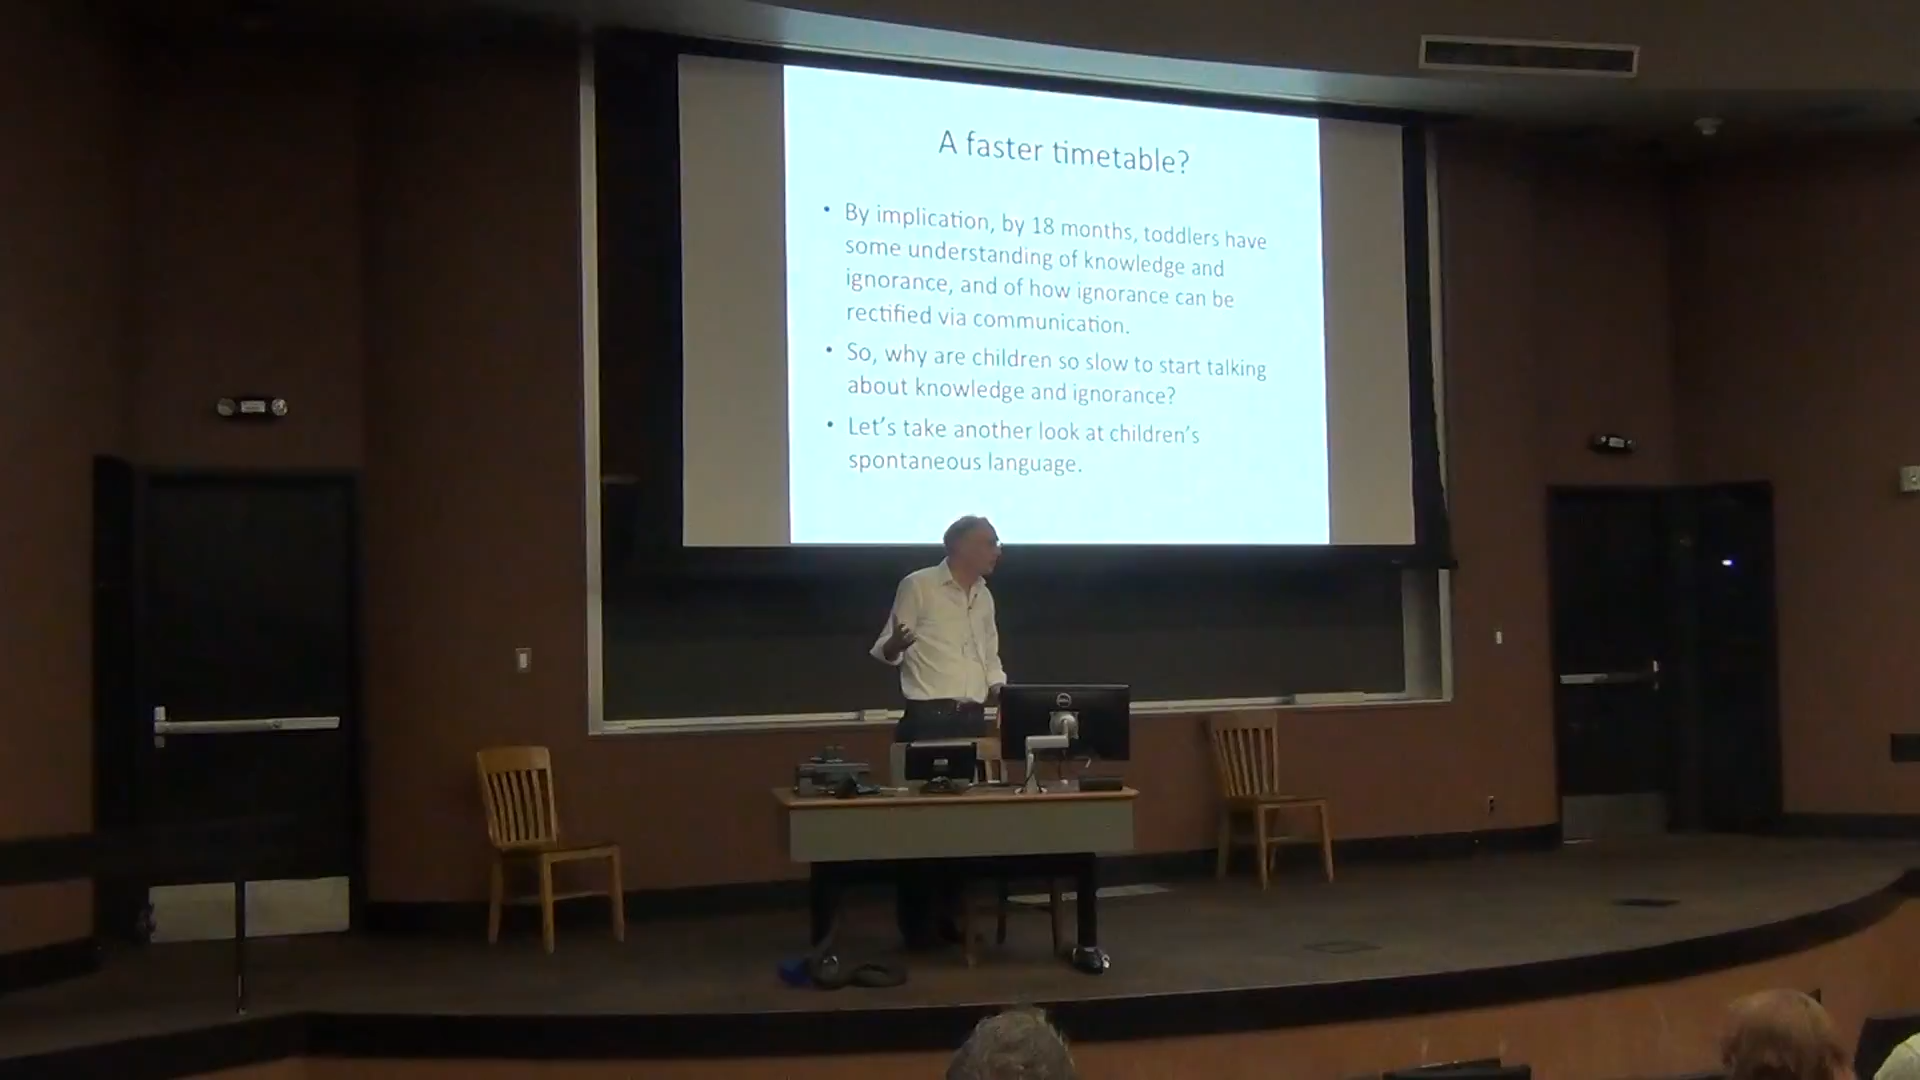 A faster timetable?
• By implication, by 18 months, toddlers have
some understanding of knowledge and
ignorance, and of how ignorance can be
rectified via communication.
• So, why are children so slow to start talking
about knowledge and ignorance?
• Let's take another look at children's
spontaneous language.